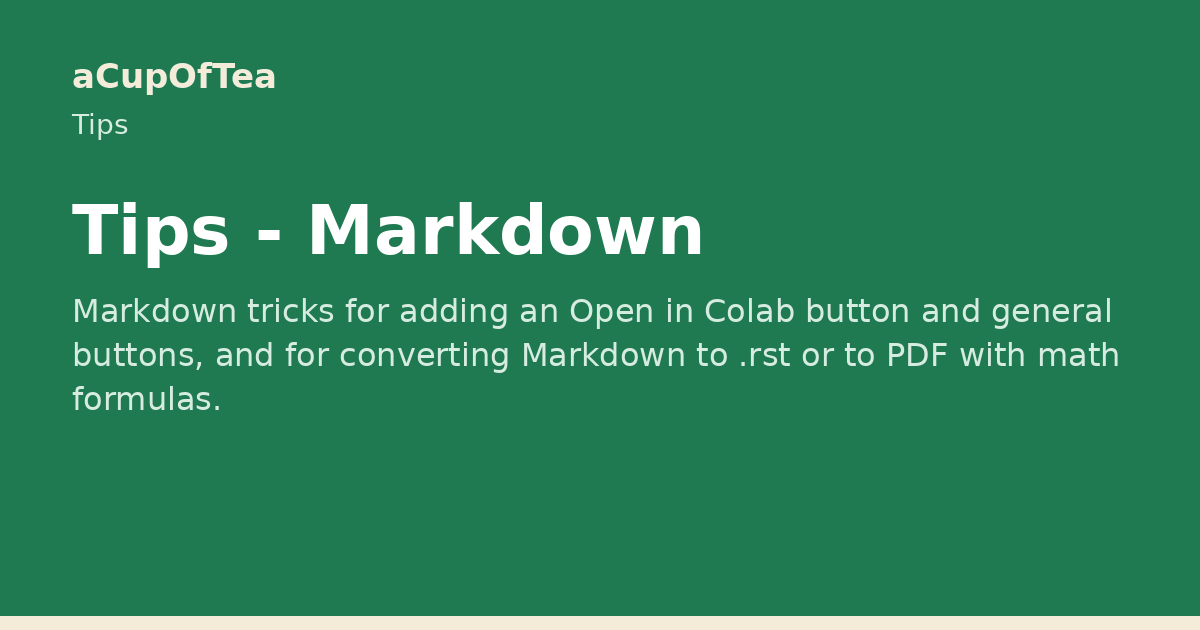 aCupOfTea
Tips
Tips - Markdown
Markdown tricks for adding an Open in Colab button and general
buttons, and for converting Markdown to .rst or to PDF with math
formulas.